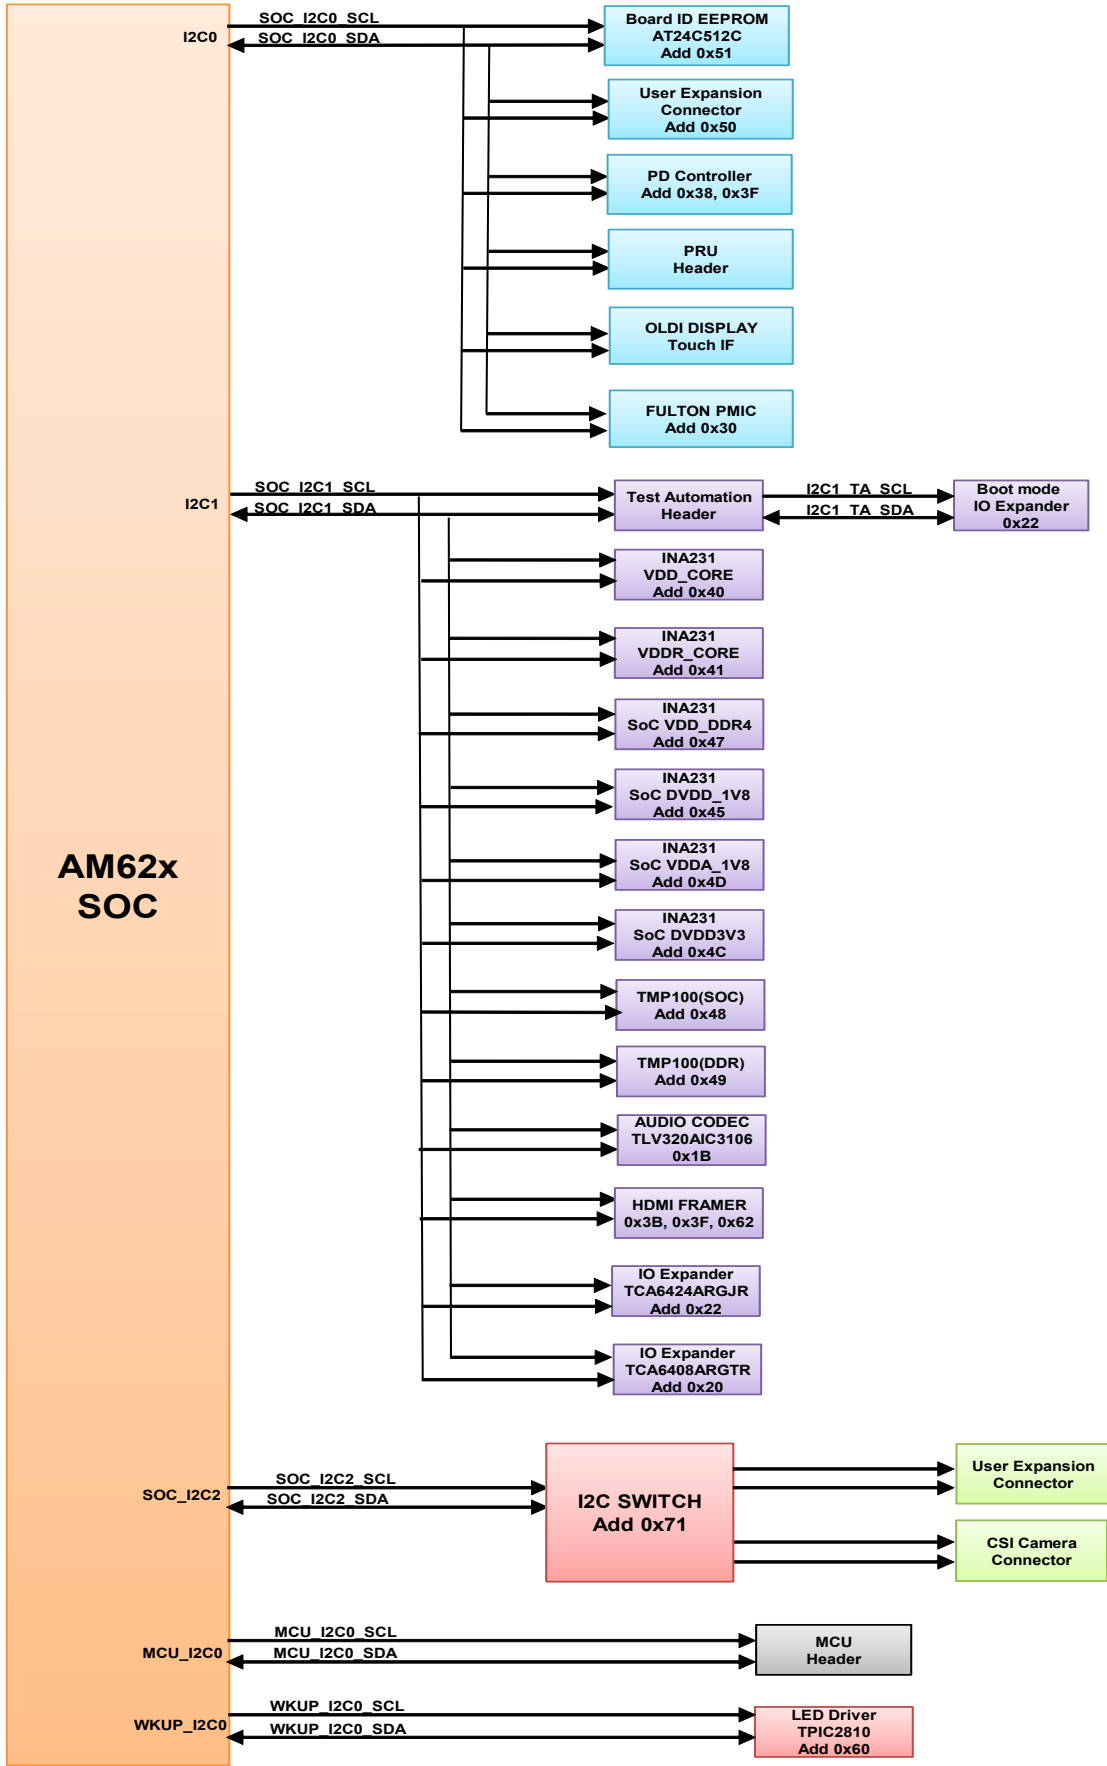 AM62x
SOC
I2C0
SOC_I2C0_SCL
SOC_I2C0_SDA
Board ID EEPROM
AT24C512C
Add 0x51
User Expansion
Connector
Add 0x50
PD Controller
Add 0x38, 0x3F
PRU
Header
OLDI DISPLAY
Touch IF
FULTON PMIC
Add 0x30
I2C1
SOC_I2C1_SCL
SOC_I2C1_SDA
Test Automation
Header
I2C1_TA_SCL
I2C1_TA_SDA
Boot mode
IO Expander
0x22
INA231
VDD_CORE
Add 0x40
INA231
VDDR_CORE
Add 0x41
INA231
SoC VDD_DDR4
Add 0x47
INA231
SoC DVDD_1V8
Add 0x45
INA231
SoC VDDA_1V8
Add 0x4D
INA231
SoC DVDD3V3
Add 0x4C
TMP100(SOC)
Add 0x48
TMP100(DDR)
Add 0x49
AUDIO CODEC
TLV320AIC3106
0x1B
HDMI FRAMER
0x3B, 0x3F, 0x62
IO Expander
TCA6424ARGJR
Add 0x22
IO Expander
TCA6408ARGTR
Add 0x20
SOC_I2C2
SOC_I2C2_SCL
SOC_I2C2_SDA
I2C SWITCH
Add 0x71
User Expansion
Connector
CSI Camera
Connector
MCU_I2C0
MCU_I2C0_SCL
MCU_I2C0_SDA
MCU
Header
WKUP_I2C0
WKUP_I2C0_SCL
WKUP_I2C0_SDA
LED Driver
TPIC2810
Add 0x60